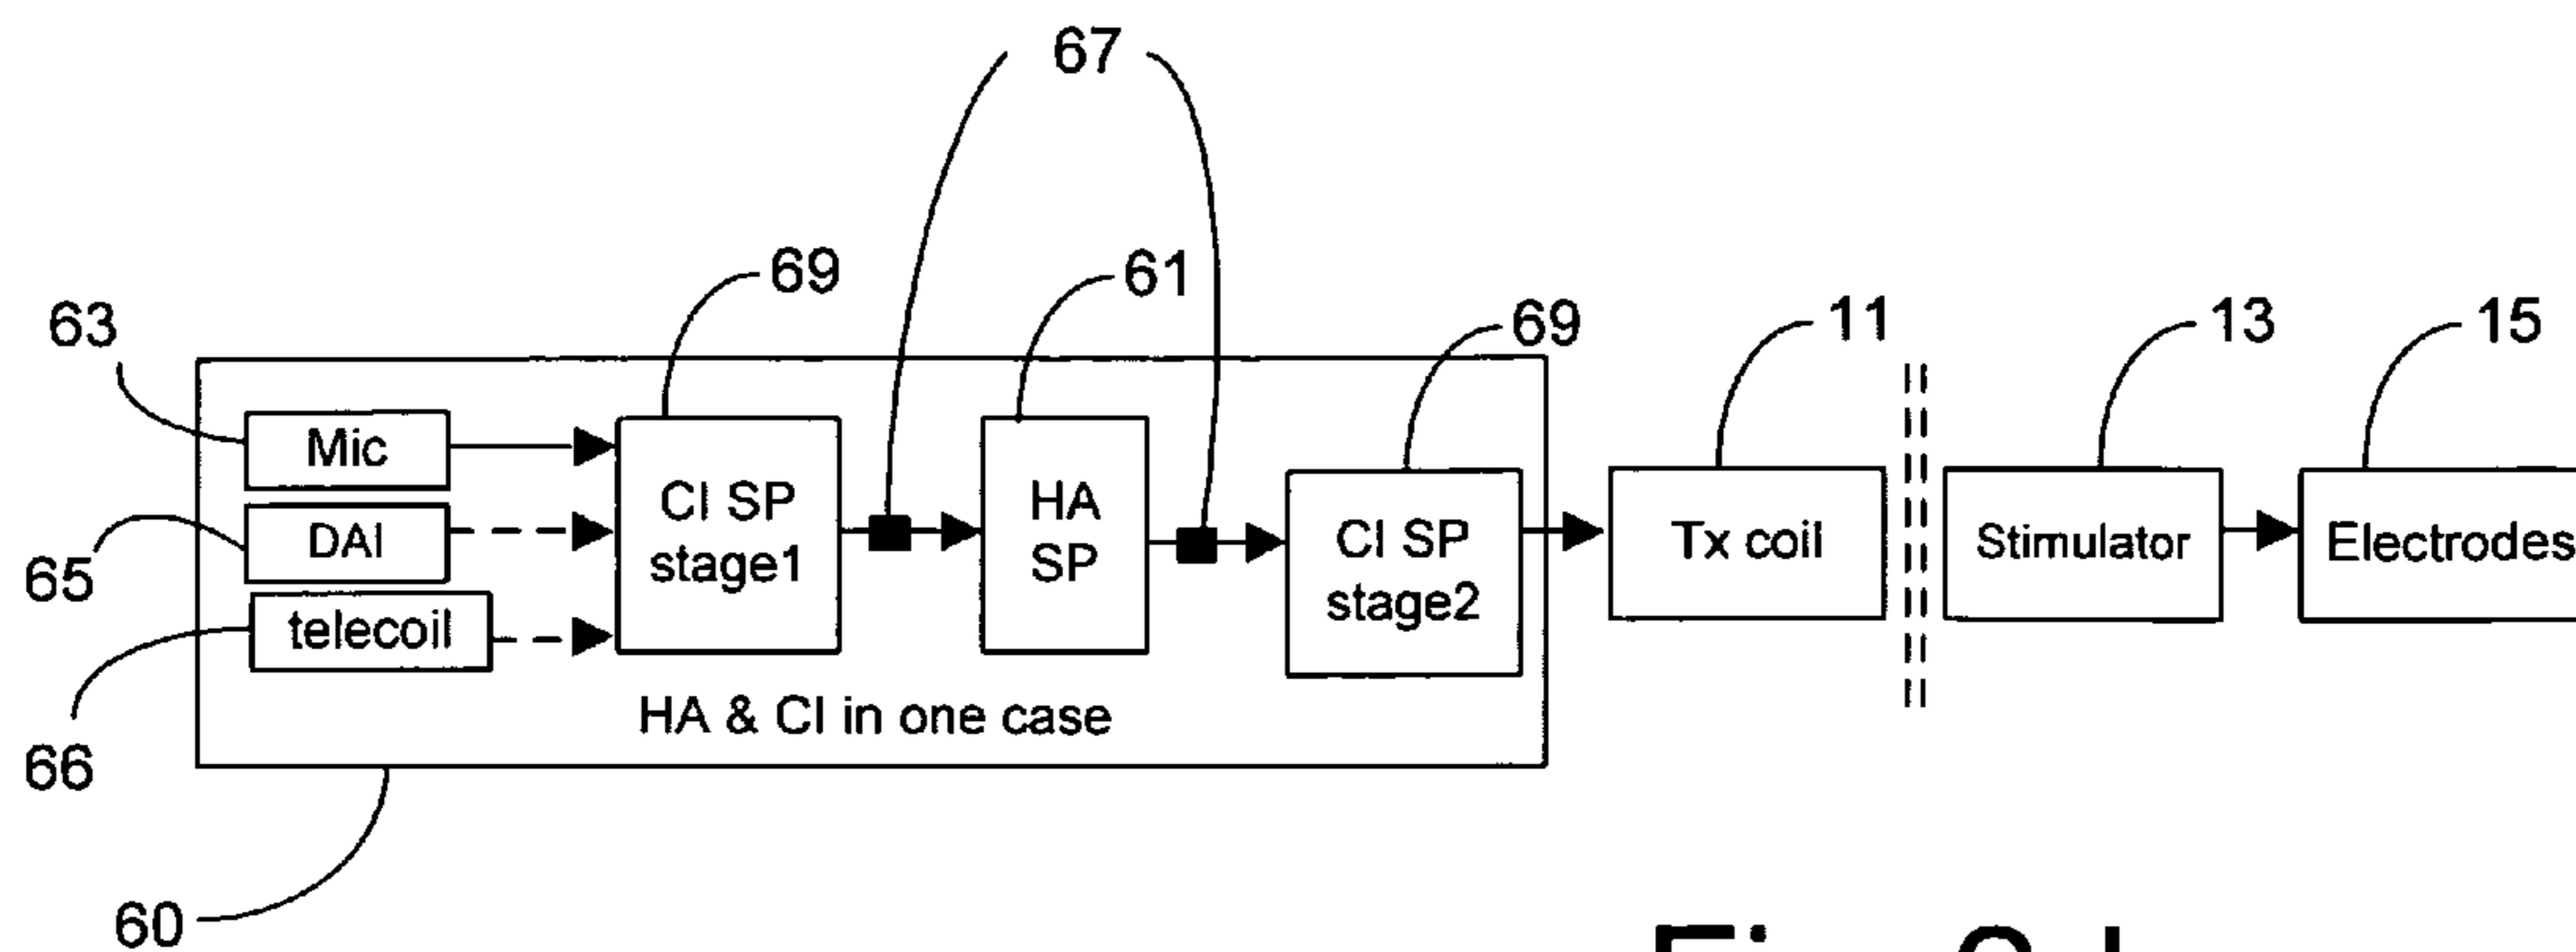 67
69
61
63
69
11
13
15
Mic
DAI
telecoil
CI SP
stage1
HA
SP
CI SP
stage2
Tx coil
Stimulator
Electrodes
65
HA & CI in one case
66
60